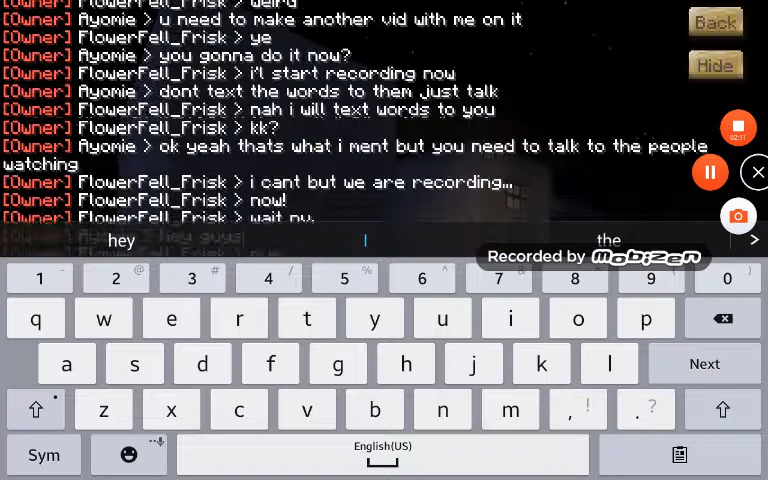 [Owner] FlowerFell_Frisk > weird
[Owner] Ayomie > u need to make another vid with me on it
[Owner] FlowerFell_Frisk > ye
[Owner] Ayomie > you gonna do it now?
[Owner] FlowerFell_Frisk > i'l start recording now
[Owner] Ayomie > dont text the words to them just talk
[Owner] FlowerFell_Frisk > nah i will text words to you
[Owner] FlowerFell_Frisk > kk?
[Owner] Ayomie > ok yeah thats what i ment but you need to talk to the people
watching
[Owner] FlowerFell_Frisk > i cant but we are recording...
[Owner] FlowerFell_Frisk > now!
[Owner] FlowerFell_Frisk > wait nv.
[Owner] Ayomie > hey guys
Back
Hide
02:11
hey I the >
Recorded by Mobizen
1 - 2 @ 3 # 4 / 5 % 6 ^ 7 8 9 ( 0 )
q w e r t y u i o p
a s d f g h j k l Next
z x c v b n m , ! . ?
Sym English(US)